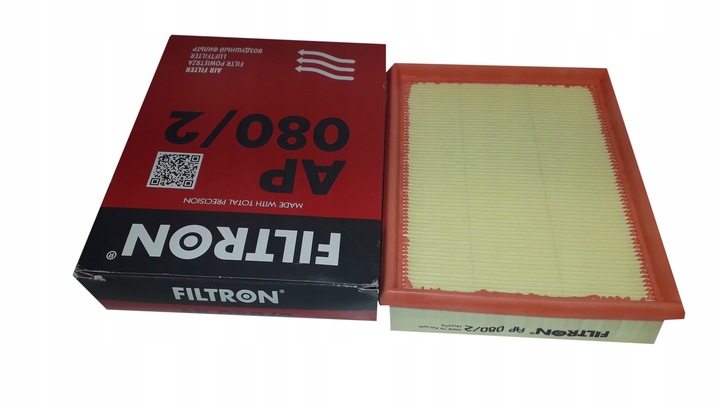 FILTRON®
MADE WITH TOTAL PRECISION
AP
080/2
AIR FILTER
FILTR POWIETRZA
LUFTFILTER
ВОЗДУШНЫЙ ФИЛЬТР
FILTRON®
FILTRON® AP 080/2